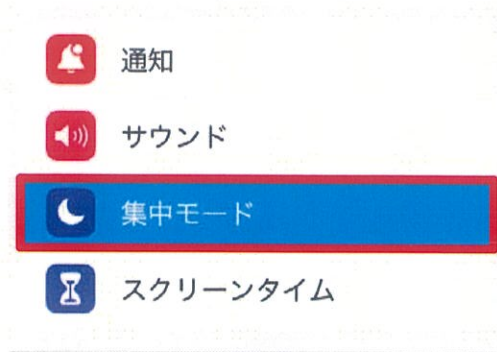 通知
サウンド
集中モード
スクリーンタイム